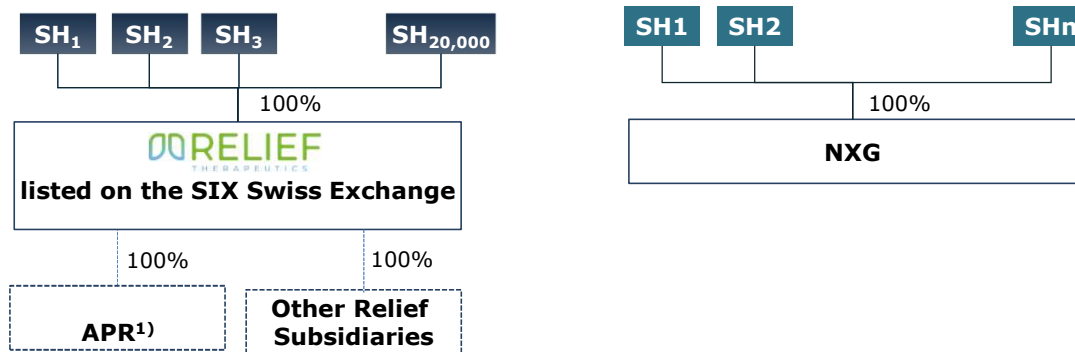 SH1 SH2 SH3 SH20,000
100%
RELIEF
THERAPEUTICS
listed on the SIX Swiss Exchange
100% 100%
APR1)
Other Relief
Subsidiaries
SH1 SH2 SHn
100%
NXG